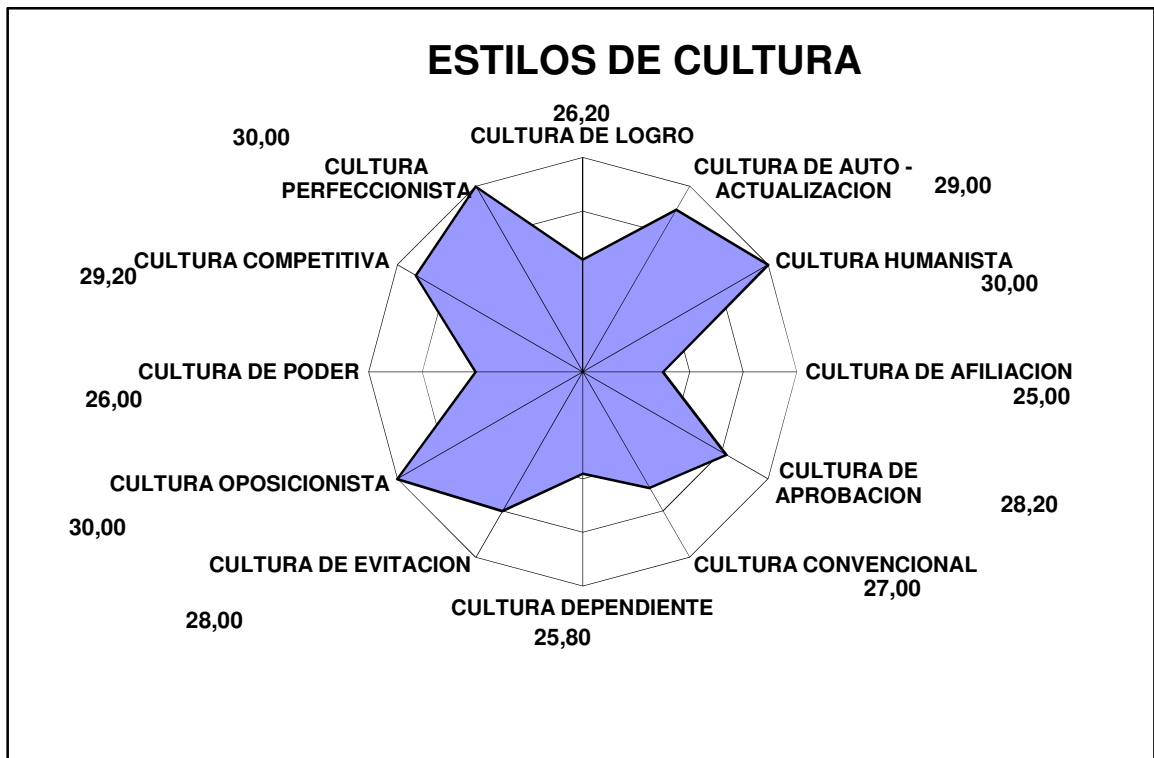 ESTILOS DE CULTURA
26,20
CULTURA DE LOGRO
CULTURA DE AUTO -
ACTUALIZACION
29,00
CULTURA HUMANISTA
30,00
CULTURA DE AFILIACION
25,00
CULTURA DE
APROBACION
28,20
CULTURA CONVENCIONAL
27,00
CULTURA DEPENDIENTE
25,80
CULTURA DE EVITACION
28,00
CULTURA OPOSICIONISTA
30,00
CULTURA DE PODER
26,00
CULTURA COMPETITIVA
29,20
CULTURA
PERFECCIONISTA
30,00